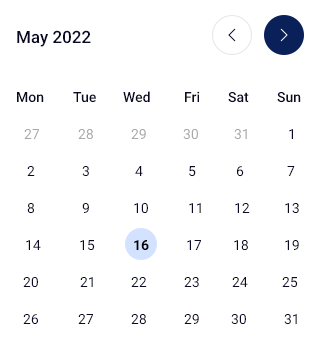 May 2022
Mon Tue Wed Fri Sat Sun
27 28 29 30 31 1
2 3 4 5 6 7
8 9 10 11 12 13
14 15 16 17 18 19
20 21 22 23 24 25
26 27 28 29 30 31